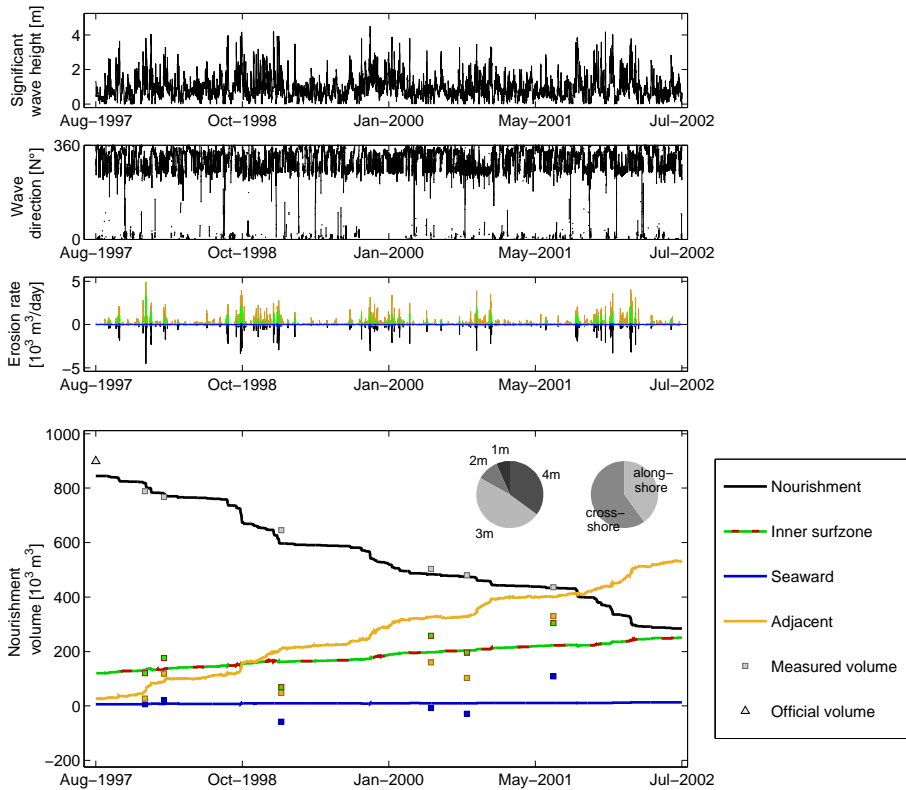 Significant
wave height [m]
4
2
0
Aug−1997
Oct−1998
Jan−2000
May−2001
Jul−2002
Wave
direction [N°]
360
0
Aug−1997
Oct−1998
Jan−2000
May−2001
Jul−2002
Erosion rate
[10³ m³/day]
5
0
−5
Aug−1997
Oct−1998
Jan−2000
May−2001
Jul−2002
Nourishment
volume [10³ m³]
1000
800
600
400
200
0
−200
Aug−1997
Oct−1998
Jan−2000
May−2001
Jul−2002
1m
2m
3m
4m
along−
shore
cross−
shore
Nourishment
Inner surfzone
Seaward
Adjacent
Measured volume
Official volume